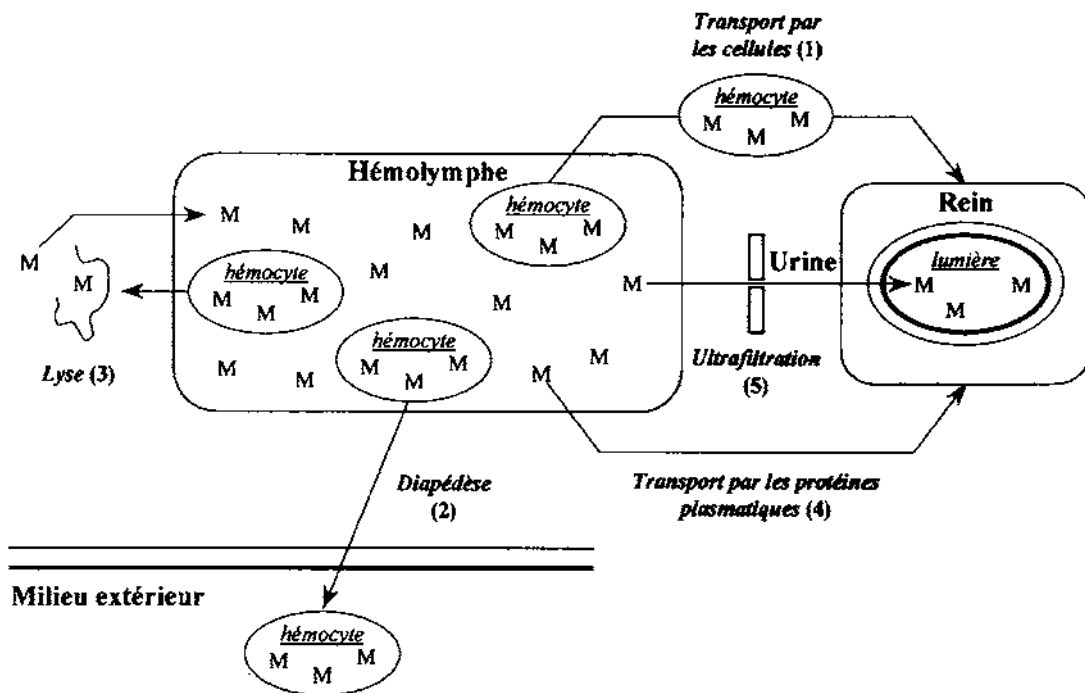 Transport par
les cellules (1)
hémocyte
M M M
Hémolymphe
hémocyte
M M M
Rein
lumière
M M
M
Urine
M
M M M
M
hémocyte
M M M
M
M
M
M
Lyse (3)
hémocyte
M M M
M M
M
M
Ultrafiltration
(5)
Diapédèse
(2)
Transport par les protéines
plasmatiques (4)
Milieu extérieur
hémocyte
M M M